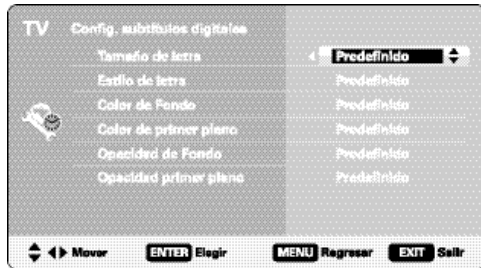 TV Config. subtítulos digitales
Tamaño de letra Predefinido
Estilo de letra Predefinido
Color de Fondo Predefinido
Color de primer plano Predefinido
Opacidad de Fondo Predefinido
Opacidad primer plano Predefinido
Mover ENTER Elegir MENU Regresar EXIT Salir